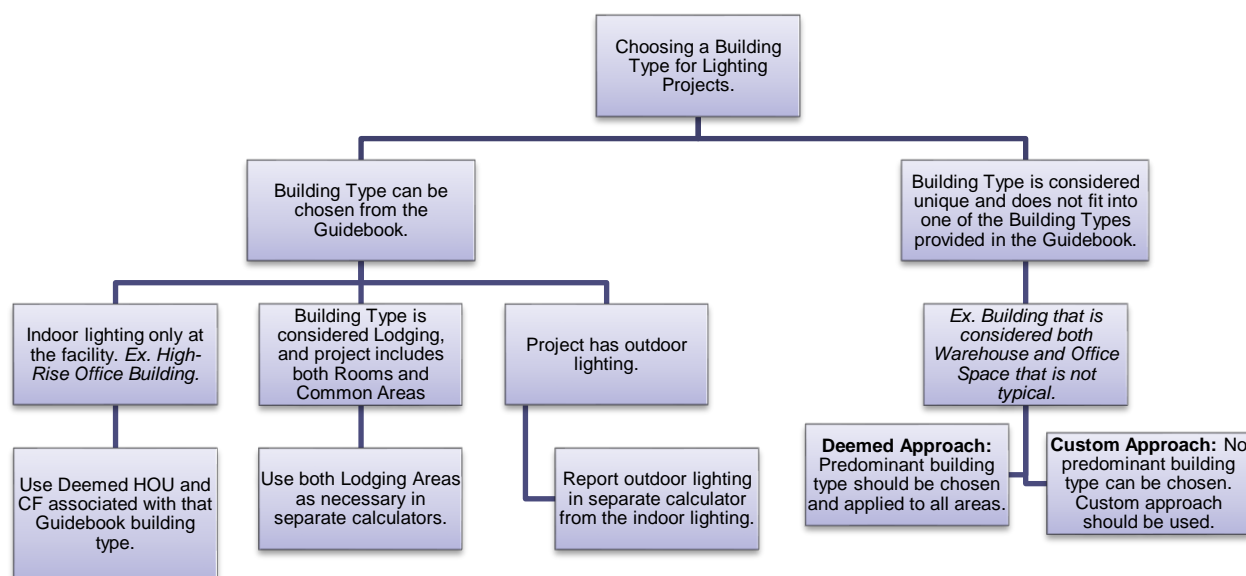 Choosing a Building
Type for Lighting
Projects.
Building Type can be
chosen from the
Guidebook.
Building Type is considered
unique and does not fit into
one of the Building Types
provided in the Guidebook.
Indoor lighting only at
the facility. Ex. High-
Rise Office Building.
Building Type is
considered Lodging,
and project includes
both Rooms and
Common Areas
Project has outdoor
lighting.
Ex. Building that is
considered both
Warehouse and Office
Space that is not
typical.
Use Deemed HOU and
CF associated with that
Guidebook building
type.
Use both Lodging Areas
as necessary in
separate calculators.
Report outdoor lighting
in separate calculator
from the indoor lighting.
Deemed Approach:
Predominant building
type should be chosen
and applied to all areas.
Custom Approach: No
predominant building
type can be chosen.
Custom approach
should be used.